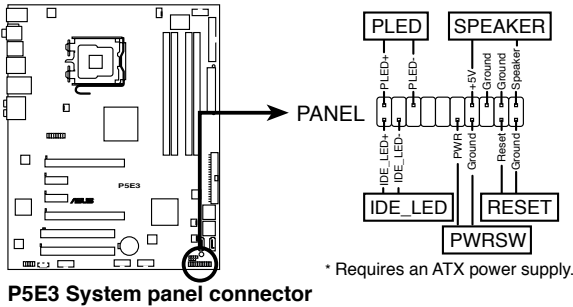 PLED
SPEAKER
PLED+
PLED-
+5V
Ground
Ground
Speaker
PANEL
IDE_LED+
IDE_LED-
PWR
Ground
Reset
Ground
IDE_LED
RESET
PWRSW
* Requires an ATX power supply.
P5E3
ASUS
P5E3 System panel connector